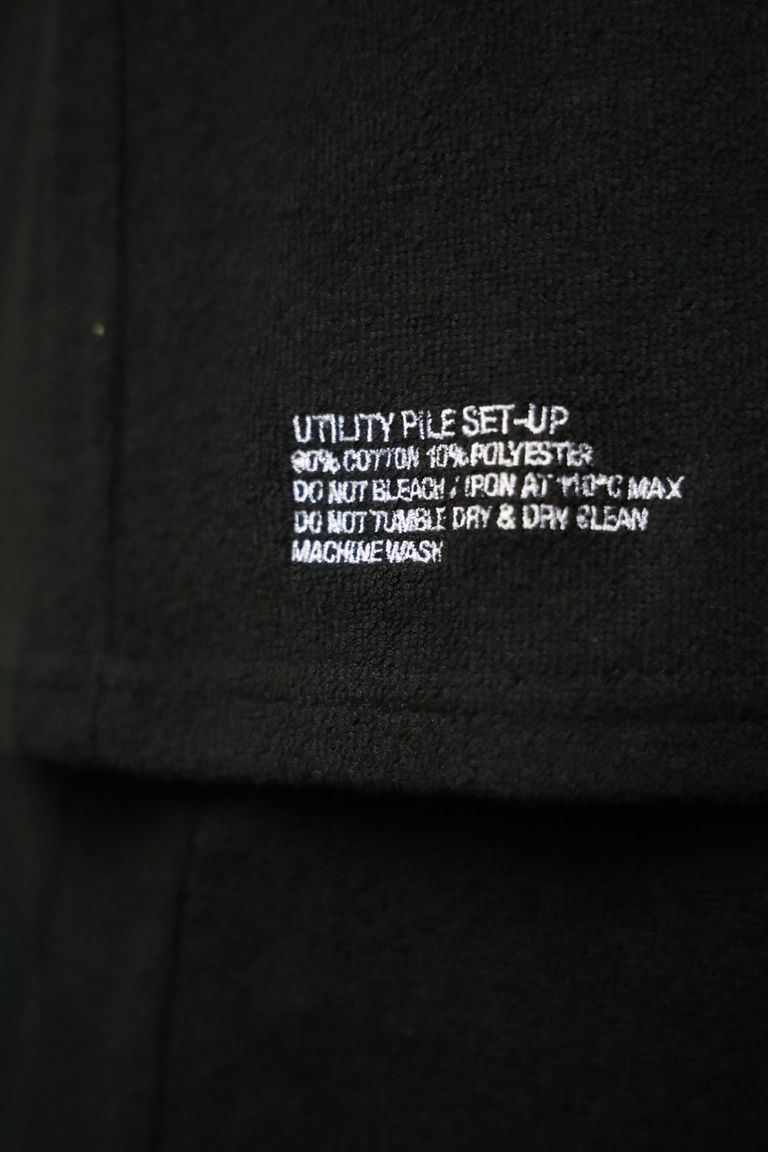 UTILITY PILE SET-UP
90% COTTON 10% POLYESTER
DO NOT BLEACH / IRON AT 110°C MAX
DO NOT TUMBLE DRY & DRY CLEAN
MACHINE WASH